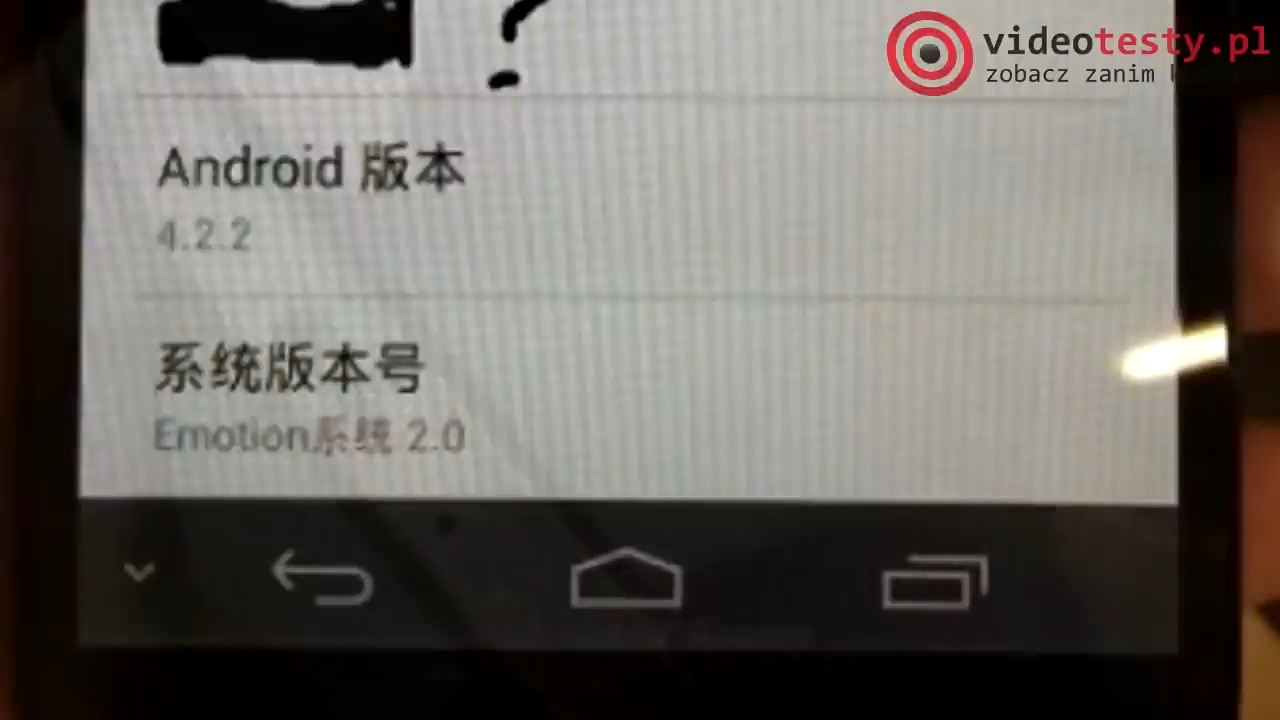 videotesty.pl
zobacz zanim
?
Android 版本
4.2.2
系统版本号
Emotion系统 2.0